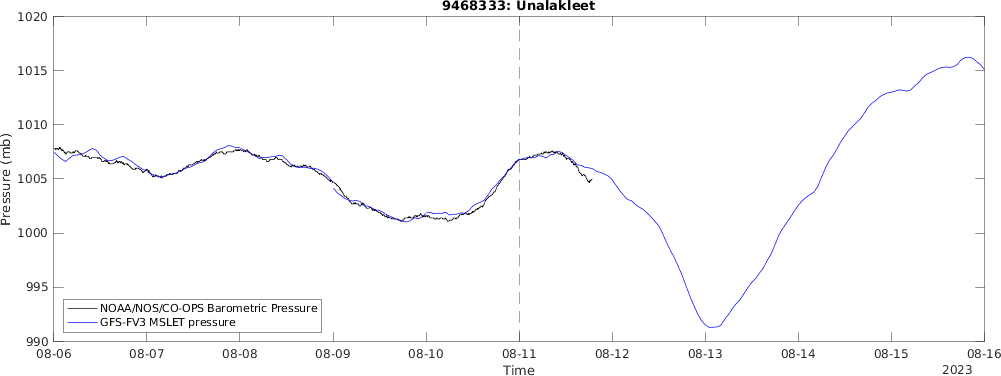 9468333: Unalakleet
1020
1015
1010
1005
1000
995
990
Pressure (mb)
NOAA/NOS/CO-OPS Barometric Pressure
GFS-FV3 MSLET pressure
08-06 08-07 08-08 08-09 08-10 08-11 08-12 08-13 08-14 08-15 08-16
Time
2023